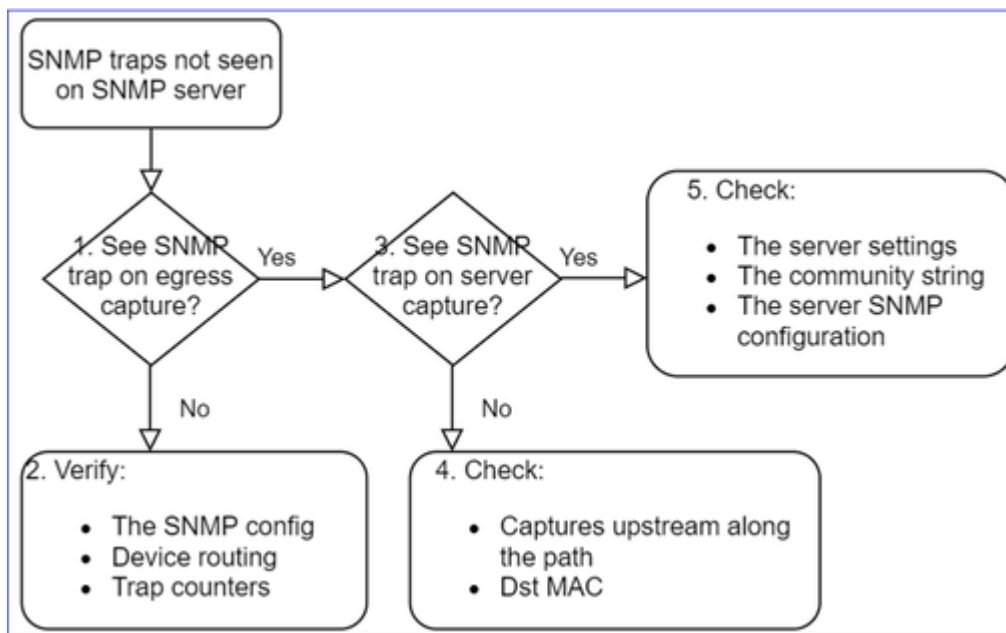 SNMP traps not seen
on SNMP server
1. See SNMP
trap on egress
capture?
Yes
3. See SNMP
trap on server
capture?
Yes
5. Check:
• The server settings
• The community string
• The server SNMP
configuration
No
No
2. Verify:
• The SNMP config
• Device routing
• Trap counters
4. Check:
• Captures upstream along
the path
• Dst MAC